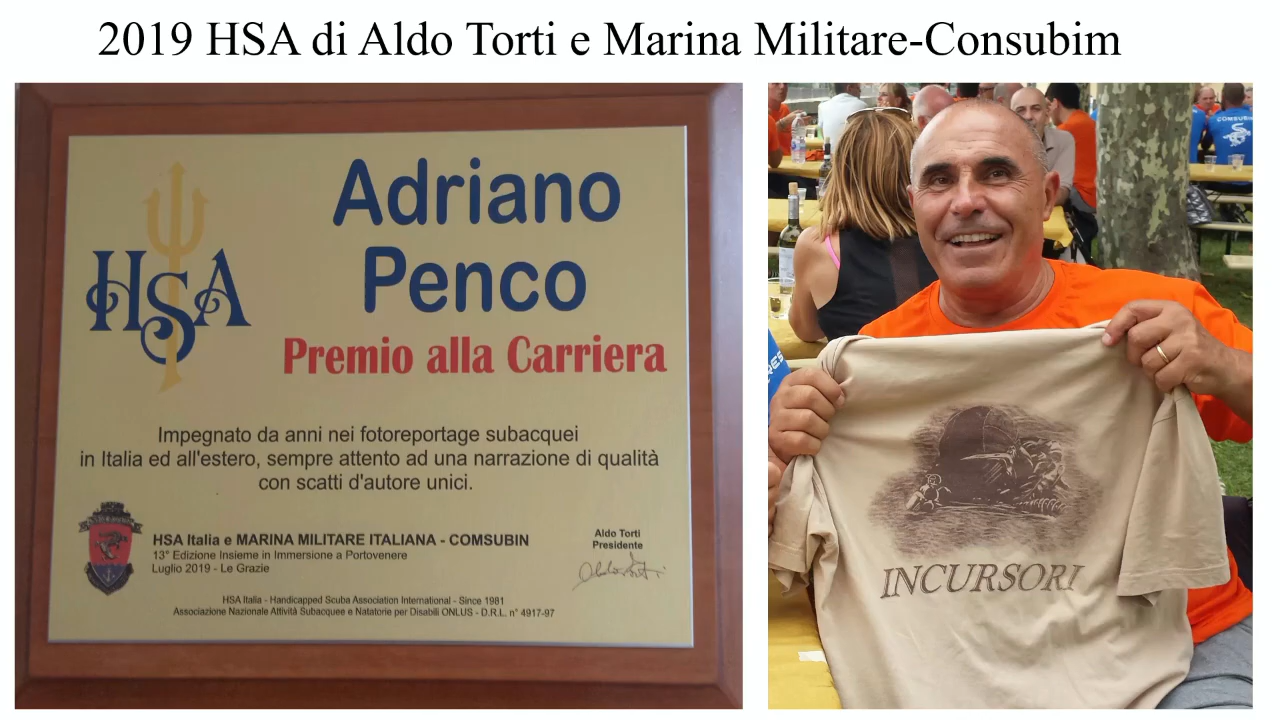 2019 HSA di Aldo Torti e Marina Militare-Consubim
HSA
Adriano
Penco
Premio alla Carriera
Impegnato da anni nei fotoreportage subacquei
in Italia ed all'estero, sempre attento ad una narrazione di qualità
con scatti d'autore unici.
HSA Italia e MARINA MILITARE ITALIANA - COMSUBIN
13° Edizione Insieme in Immersione a Portovenere
Luglio 2019 - Le Grazie
Aldo Torti
Presidente
HSA Italia - Handicapped Scuba Association International - Since 1981
Associazione Nazionale Attività Subacquee e Natatorie per Disabili ONLUS - D.R.L. n° 4917-97
COMSUBIN
INCURSORI